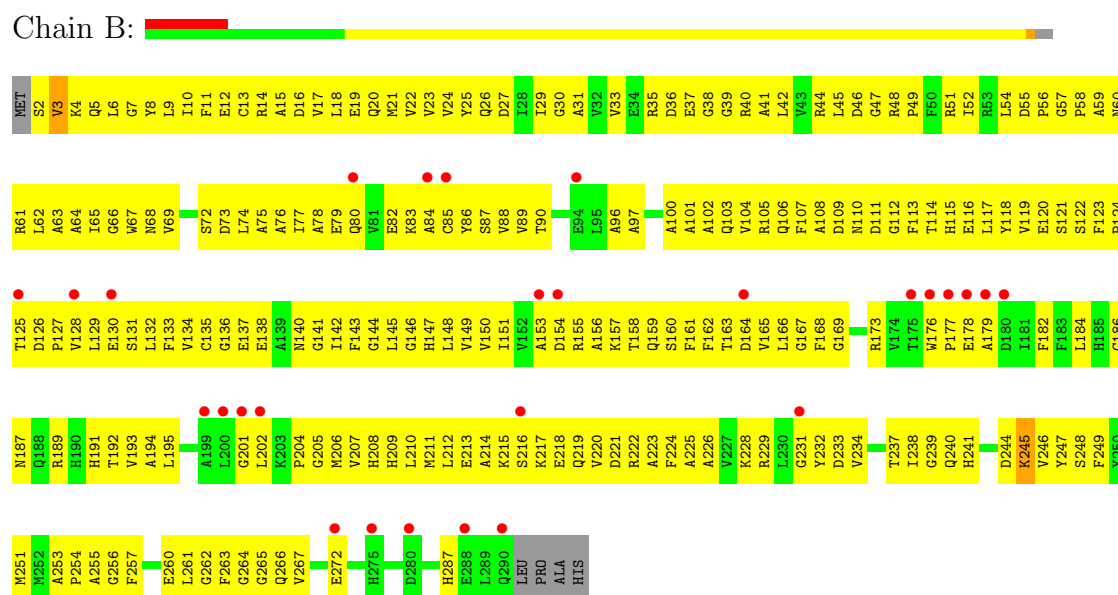 Chain B:
MET S2 V3 K4 Q5 L6 G7 Y8 L9 I10 F11 E12 C13 R14 A15 D16 V17 L18 E19 Q20 M21 V22 V23 V24 Y25 Q26 D27 I28 I29 G30 A31 V32 V33 E34 R35 D36 E37 G38 G39 R40 A41 L42 V43 R44 L45 D46 G47 R48 P49 F50 R51 I52 R53 L54 D55 P56 G57 P58 A59 N60
R61 L62 A63 A64 I65 G66 W67 N68 V69 S72 D73 L74 A75 A76 I77 A78 E79 Q80 V81 E82 K83 A84 C85 Y86 S87 V88 V89 T90 E94 L95 A96 A97 A100 A101 A102 Q103 V104 R105 Q106 F107 A108 D109 N110 D111 G112 F113 T114 H115 E116 L117 Y118 V119 E120 S121 S122 F123 R124
T125 D126 P127 V128 L129 E130 S131 L132 F133 V134 C135 G136 E137 E138 A139 N140 G141 I142 F143 G144 L145 G146 H147 L148 V149 V150 I151 V152 A153 D154 R155 A156 K157 T158 Q159 S160 F161 F162 T163 D164 V165 L166 G167 F168 G169 R173 V174 T175 W176 P177 E178 A179 D180 I181 F182 F183 L184 H185 C186
N187 Q188 R189 H190 H191 T192 V193 A194 L195 A199 L200 G201 L202 K203 P204 G205 M206 V207 H208 H209 L210 M211 L212 E213 A214 K215 S216 K217 E218 Q219 V220 D221 R222 A223 F224 A225 A226 V227 K228 R229 L230 G231 Y232 D233 V234 T237 I238 G239 Q240 H241 D244 K245 V246 Y247 S248 F249 Y250
M251 M252 A253 P254 A255 G256 F257 E260 L261 G262 F263 G264 G265 Q266 V267 E272 H275 D280 H287 E288 L289 Q290 LEU PRO ALA HIS